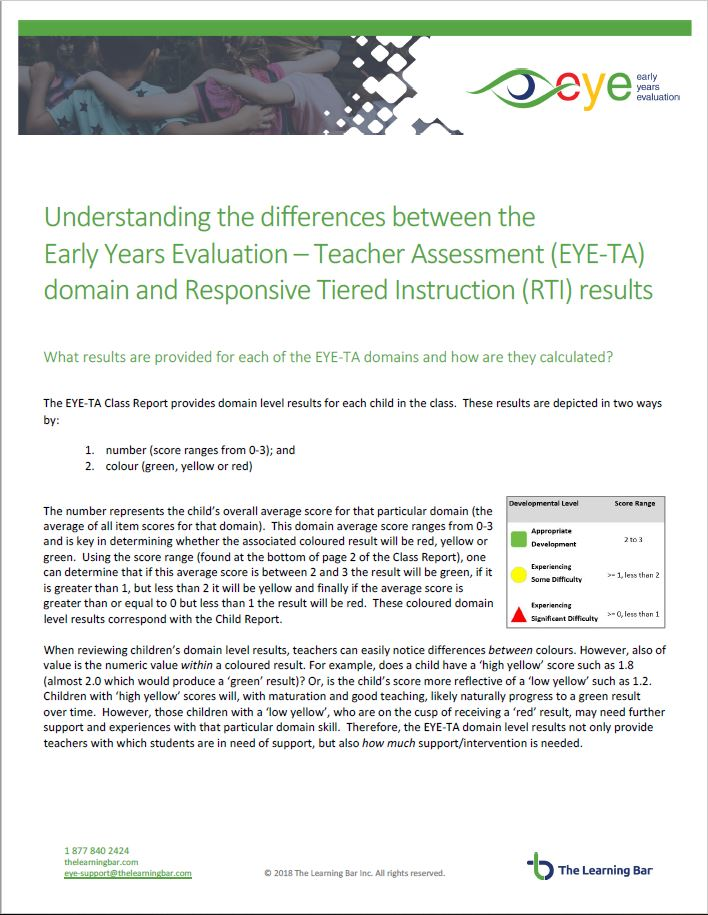 eye early
years
evaluation
Understanding the differences between the
Early Years Evaluation – Teacher Assessment (EYE-TA)
domain and Responsive Tiered Instruction (RTI) results
What results are provided for each of the EYE-TA domains and how are they calculated?
The EYE-TA Class Report provides domain level results for each child in the class.  These results are depicted in two ways
by:
1. number (score ranges from 0-3); and
2. colour (green, yellow or red)
The number represents the child's overall average score for that particular domain (the
average of all item scores for that domain).  This domain average score ranges from 0-3
and is key in determining whether the associated coloured result will be red, yellow or
green.  Using the score range (found at the bottom of page 2 of the Class Report), one
can determine that if this average score is between 2 and 3 the result will be green, if it
is greater than 1, but less than 2 it will be yellow and finally if the average score is
greater than or equal to 0 but less than 1 the result will be red.  These coloured domain
level results correspond with the Child Report.
Developmental Level Score Range
Appropriate
Development 2 to 3
Experiencing
Some Difficulty >= 1, less than 2
Experiencing
Significant Difficulty >= 0, less than 1
When reviewing children's domain level results, teachers can easily notice differences between colours. However, also of
value is the numeric value within a coloured result. For example, does a child have a 'high yellow' score such as 1.8
(almost 2.0 which would produce a 'green' result)? Or, is the child's score more reflective of a 'low yellow' such as 1.2.
Children with 'high yellow' scores will, with maturation and good teaching, likely naturally progress to a green result
over time.  However, those children with a 'low yellow', who are on the cusp of receiving a 'red' result, may need further
support and experiences with that particular domain skill.  Therefore, the EYE-TA domain level results not only provide
teachers with which students are in need of support, but also how much support/intervention is needed.
1 877 840 2424
thelearningbar.com
eye-support@thelearningbar.com
© 2018 The Learning Bar Inc. All rights reserved.
The Learning Bar